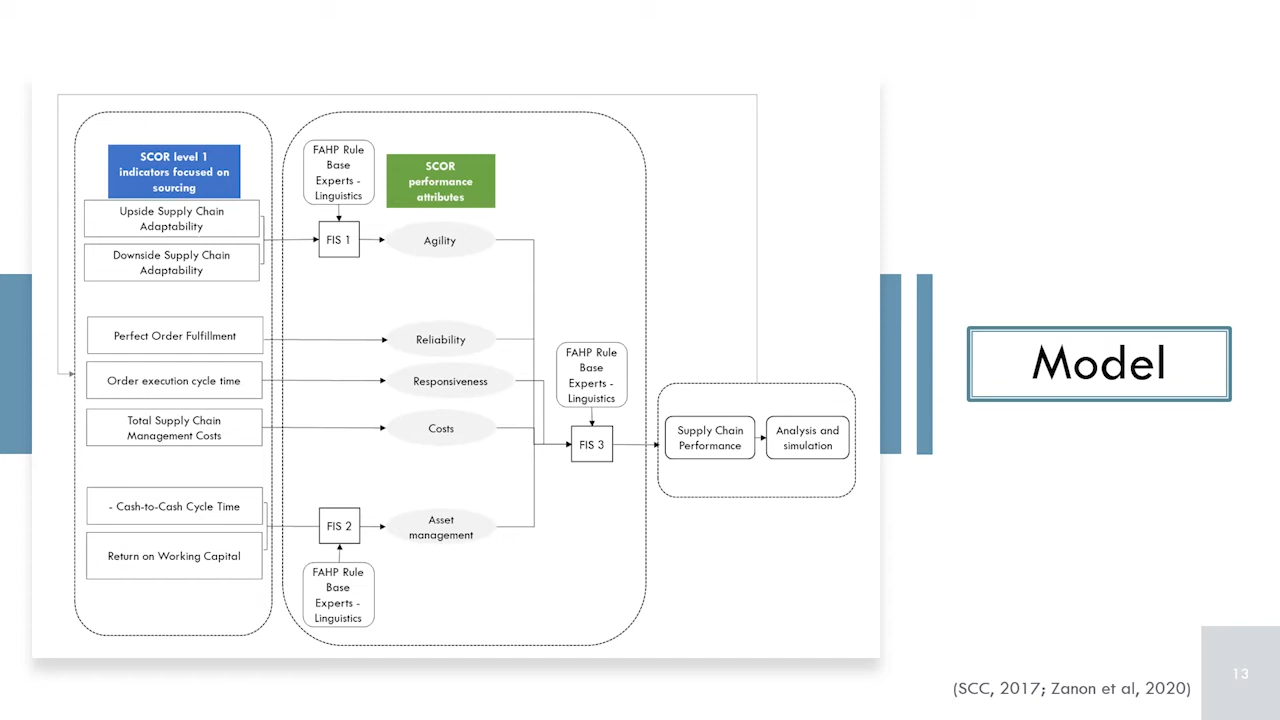 SCOR level 1
indicators focused on
sourcing
Upside Supply Chain
Adaptability
Downside Supply Chain
Adaptability
Perfect Order Fulfillment
Order execution cycle time
Total Supply Chain
Management Costs
- Cash-to-Cash Cycle Time
Return on Working Capital
FAHP Rule
Base
Experts -
Linguistics
FIS 1
FIS 2
FAHP Rule
Base
Experts -
Linguistics
SCOR
performance
attributes
Agility
Reliability
Responsiveness
Costs
Asset
management
FAHP Rule
Base
Experts -
Linguistics
FIS 3
Supply Chain
Performance
Analysis and
simulation
Model
(SCC, 2017; Zanon et al, 2020)
13